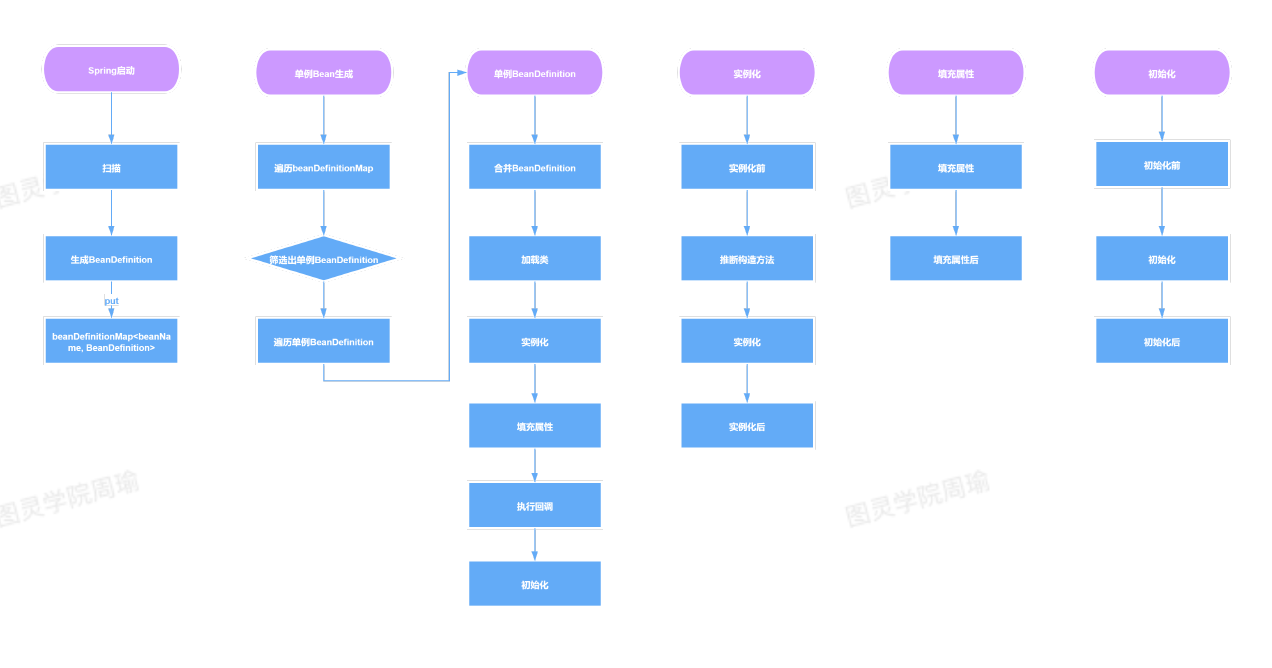 Spring启动
扫描
生成BeanDefinition
put
beanDefinitionMap<beanNa
me, BeanDefinition>
单例Bean生成
遍历beanDefinitionMap
筛选出单例BeanDefinition
遍历单例BeanDefinition
单例BeanDefinition
合并BeanDefinition
加载类
实例化
填充属性
执行回调
初始化
实例化
实例化前
推断构造方法
实例化
实例化后
填充属性
填充属性
填充属性后
初始化
初始化前
初始化
初始化后
图灵
图灵
图灵学院周瑜
图灵学院周瑜